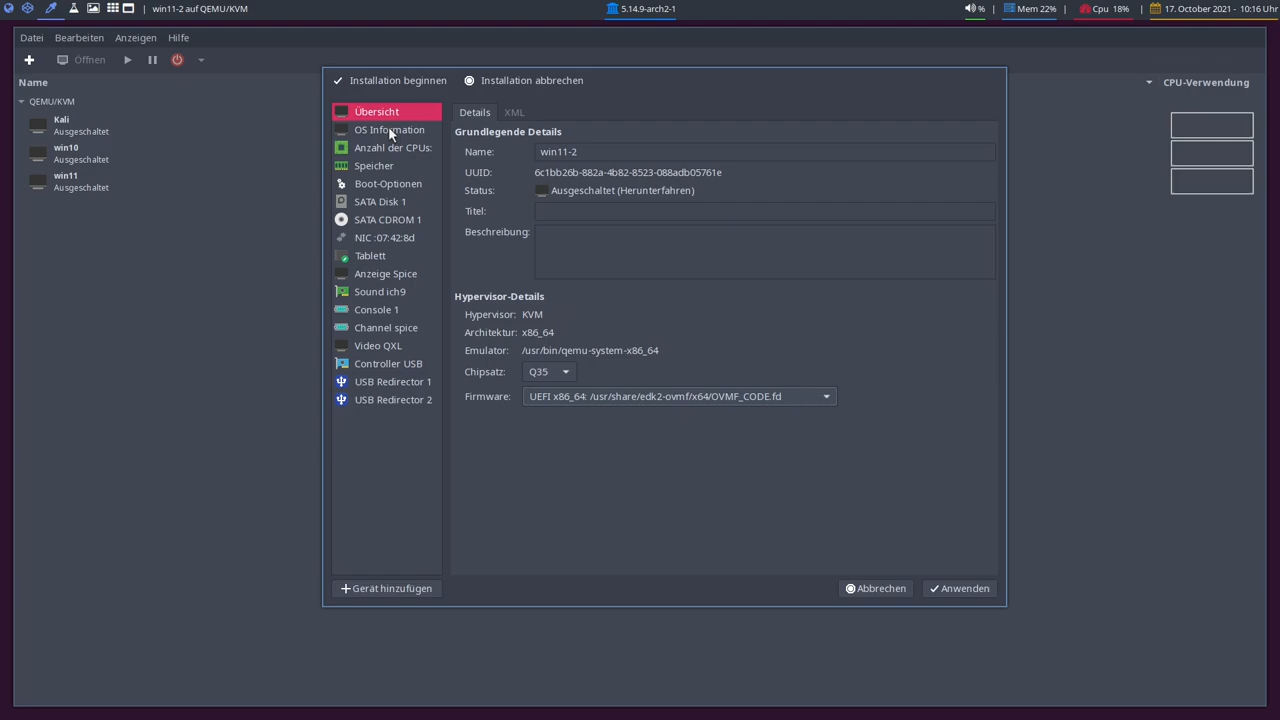 win11-2 auf QEMU/KVM
5.14.9-arch2-1
%
Mem 22%
Cpu 18%
17. October 2021 - 10:16 Uhr
Datei
Bearbeiten
Anzeigen
Hilfe
Öffnen
Name
CPU-Verwendung
QEMU/KVM
Kali
Ausgeschaltet
win10
Ausgeschaltet
win11
Ausgeschaltet
Installation beginnen
Installation abbrechen
Übersicht
OS Information
Anzahl der CPUs:
Speicher
Boot-Optionen
SATA Disk 1
SATA CDROM 1
NIC :07:42:8d
Tablett
Anzeige Spice
Sound ich9
Console 1
Channel spice
Video QXL
Controller USB
USB Redirector 1
USB Redirector 2
Gerät hinzufügen
Details
XML
Grundlegende Details
Name: win11-2
UUID: 6c1bb26b-882a-4b82-8523-088adb05761e
Status: Ausgeschaltet (Herunterfahren)
Titel:
Beschreibung:
Hypervisor-Details
Hypervisor: KVM
Architektur: x86_64
Emulator: /usr/bin/qemu-system-x86_64
Chipsatz: Q35
Firmware: UEFI x86_64: /usr/share/edk2-ovmf/x64/OVMF_CODE.fd
Abbrechen
Anwenden